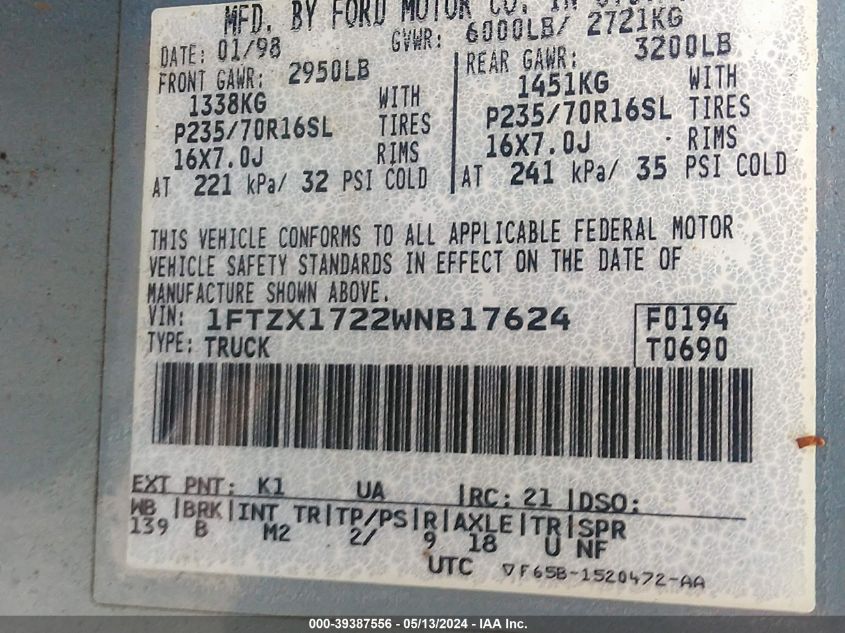 MFD. BY FORD MOTOR CO. IN
DATE: 01/98 GVWR: 6000LB/ 2721KG
FRONT GAWR: 2950LB REAR GAWR: 3200LB
1338KG WITH 1451KG WITH
P235/70R16SL TIRES P235/70R16SL TIRES
16X7.0J RIMS 16X7.0J RIMS
AT 221 kPa/ 32 PSI COLD AT 241 kPa/ 35 PSI COLD
THIS VEHICLE CONFORMS TO ALL APPLICABLE FEDERAL MOTOR
VEHICLE SAFETY STANDARDS IN EFFECT ON THE DATE OF
MANUFACTURE SHOWN ABOVE.
VIN: 1FTZX1722WNB17624 F0194
TYPE: TRUCK T0690
EXT PNT: K1 UA RC: 21 DSO:
WB BRK INT TR TP/PS R AXLE TR SPR
139 B M2 2/ 9 18 U NF
UTC ▽F65B-1520472-AA
000-39387556 - 05/13/2024 - IAA Inc.